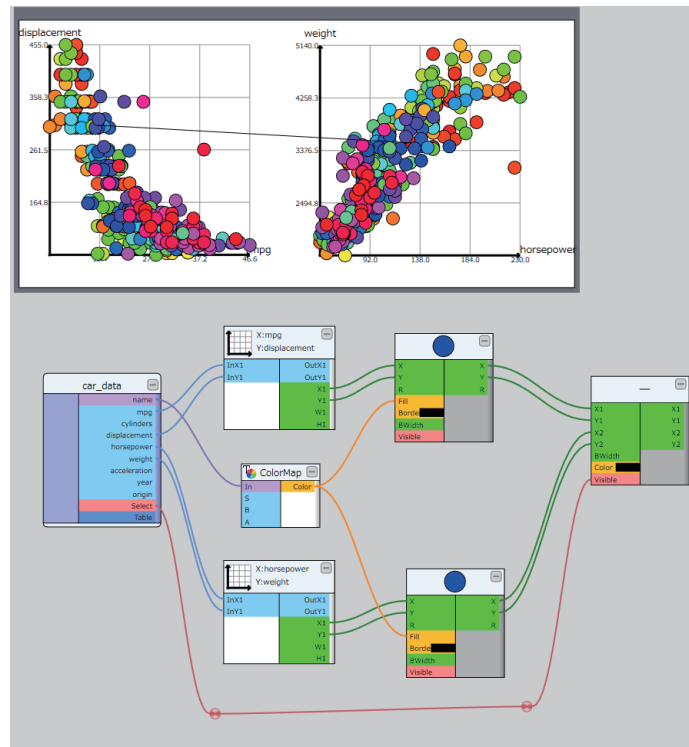 displacement
455.0
358.3
261.5
164.8
27.
37.2
46.6
mpg
weight
5140.0
4258.3
3376.5
2494.8
92.0
138.0
184.0
230.0
horsepower
car_data
name
mpg
cylinders
displacement
horsepower
weight
acceleration
year
origin
Select
Table
X:mpg
Y:displacement
InX1 OutX1
InY1 OutY1
X1
Y1
W1
H1
ColorMap
In Color
S
B
A
X:horsepower
Y:weight
InX1 OutX1
InY1 OutY1
X1
Y1
W1
H1
X X
Y Y
R R
Fill
Borde
BWidth
Visible
X X
Y Y
R R
Fill
Borde
BWidth
Visible
X1 X1
Y1 Y1
X2 X2
Y2 Y2
BWidth
Color
Visible